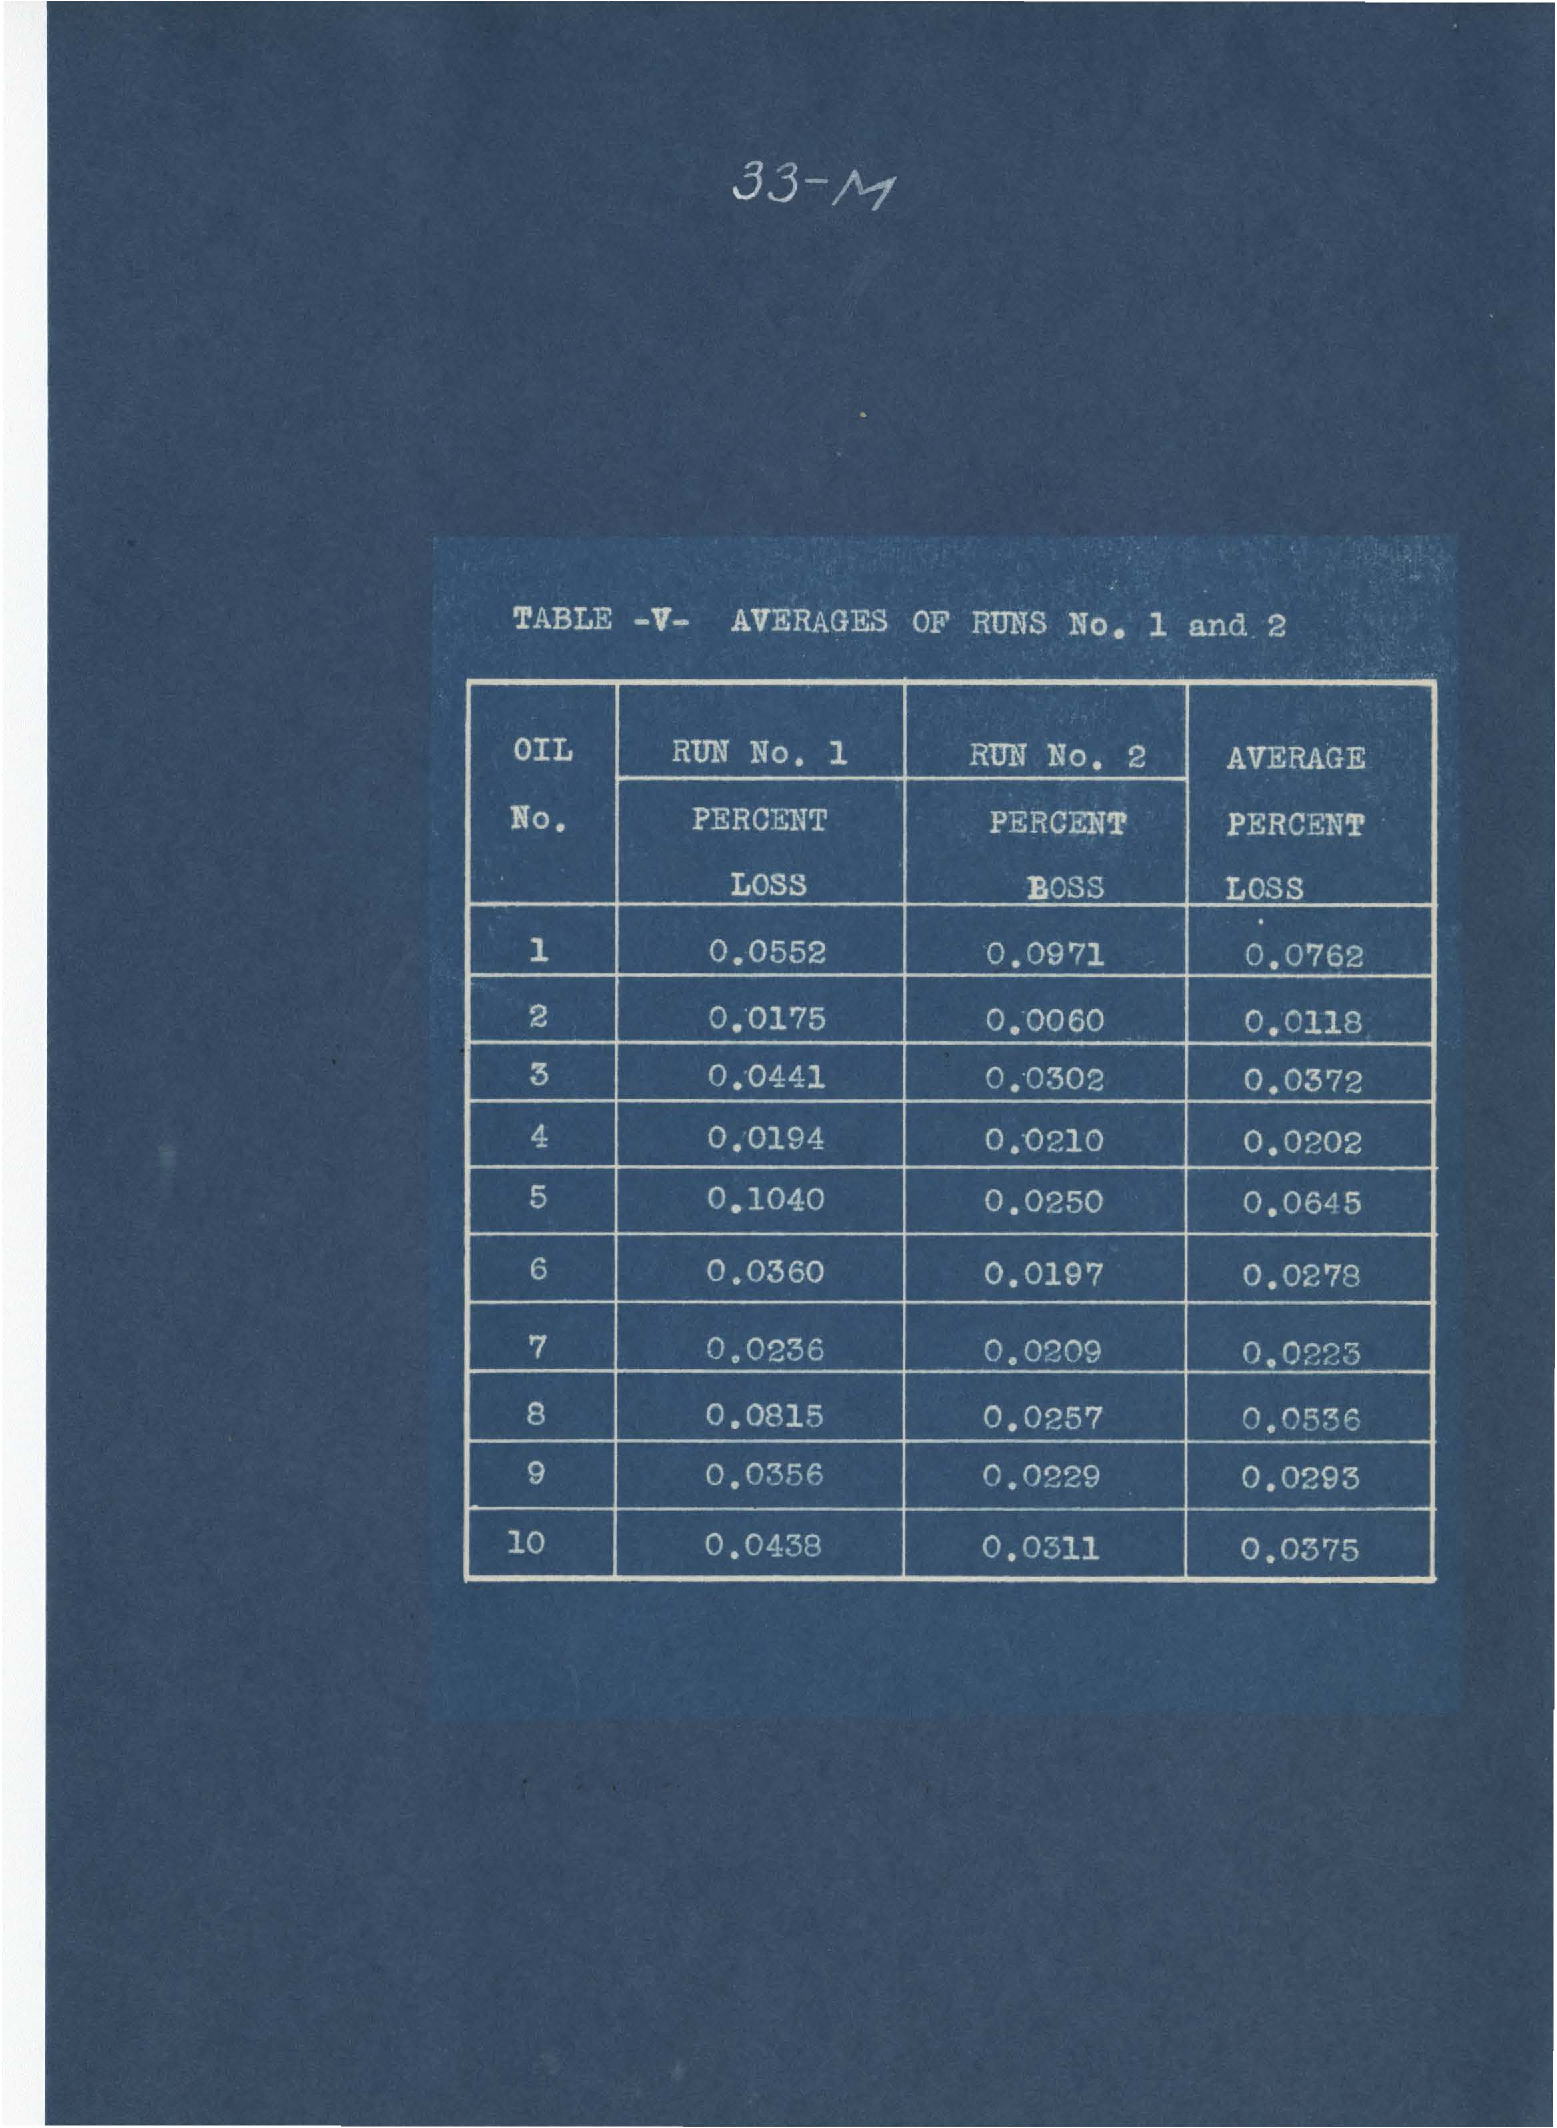 33-M
TABLE -V- AVERAGES OF RUNS No. 1 and 2
OIL No. RUN No. 1 RUN No. 2 AVERAGE
PERCENT PERCENT PERCENT
LOSS BOSS LOSS
1 0.0552 0.0971 0.0762
2 0.0175 0.0060 0.0118
3 0.0441 0.0302 0.0372
4 0.0194 0.0210 0.0202
5 0.1040 0.0250 0.0645
6 0.0360 0.0197 0.0278
7 0.0236 0.0209 0.0223
8 0.0815 0.0257 0.0536
9 0.0356 0.0229 0.0293
10 0.0438 0.0311 0.0375